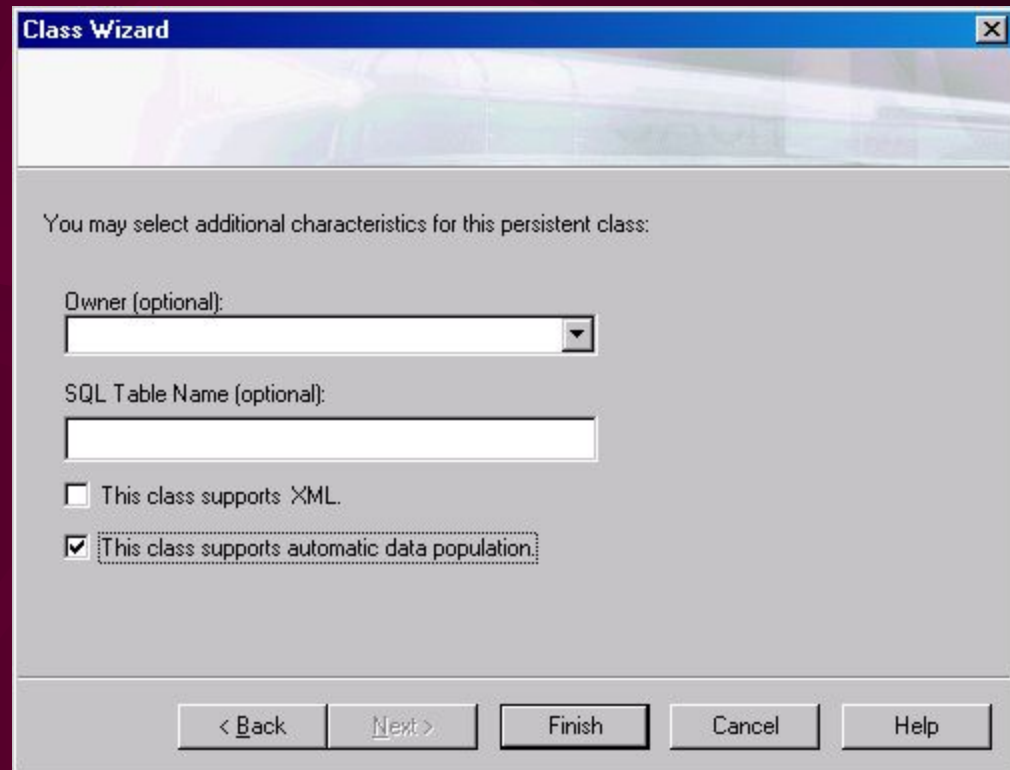 Class Wizard
You may select additional characteristics for this persistent class:
Owner (optional):
SQL Table Name (optional):
This class supports XML.
This class supports automatic data population.
< Back Next > Finish Cancel Help